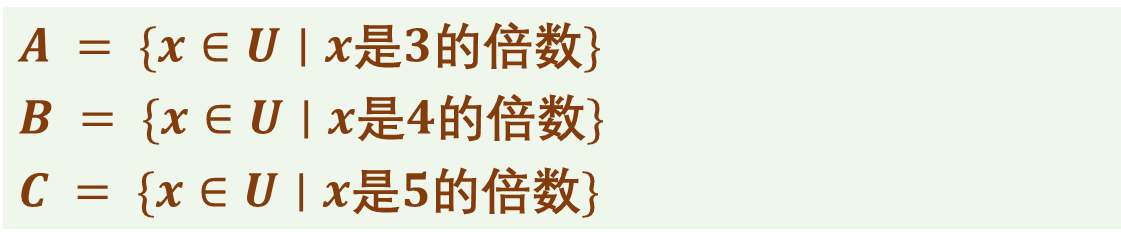 A = {x ∈ U | x是3的倍数}
B = {x ∈ U | x是4的倍数}
C = {x ∈ U | x是5的倍数}